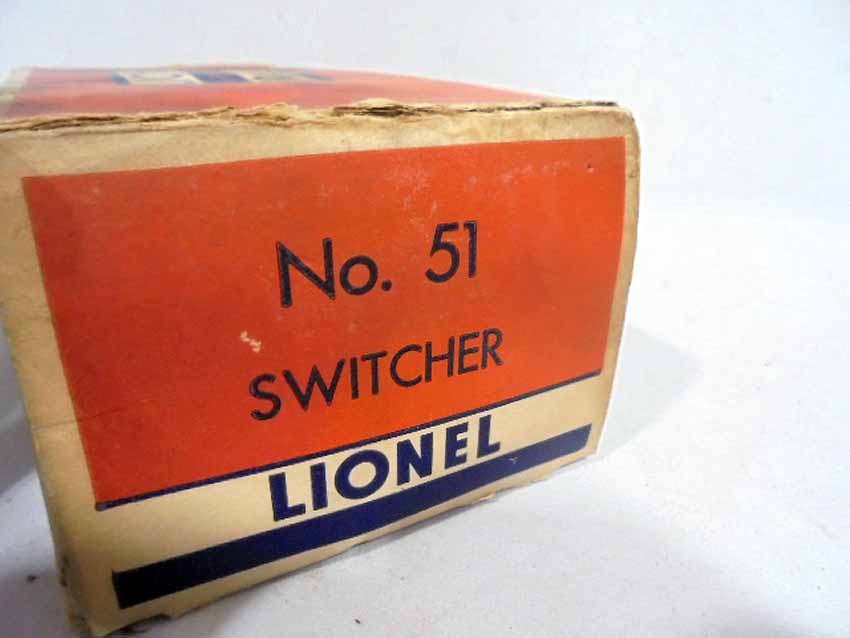 No. 51
SWITCHER
LIONEL